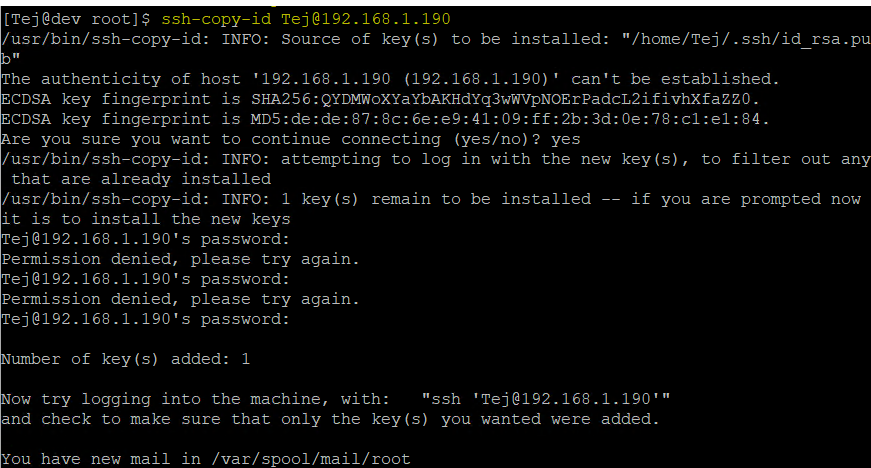 [Tej@dev root]$ ssh-copy-id Tej@192.168.1.190
/usr/bin/ssh-copy-id: INFO: Source of key(s) to be installed: "/home/Tej/.ssh/id_rsa.pu
b"
The authenticity of host '192.168.1.190 (192.168.1.190)' can't be established.
ECDSA key fingerprint is SHA256:QYDMWoXYaYbAKHdYq3wWVpNOErPadcL2ifivhXfaZZ0.
ECDSA key fingerprint is MD5:de:de:87:8c:6e:e9:41:09:ff:2b:3d:0e:78:c1:e1:84.
Are you sure you want to continue connecting (yes/no)? yes
/usr/bin/ssh-copy-id: INFO: attempting to log in with the new key(s), to filter out any
 that are already installed
/usr/bin/ssh-copy-id: INFO: 1 key(s) remain to be installed -- if you are prompted now
it is to install the new keys
Tej@192.168.1.190's password:
Permission denied, please try again.
Tej@192.168.1.190's password:
Permission denied, please try again.
Tej@192.168.1.190's password:
Number of key(s) added: 1
Now try logging into the machine, with:   "ssh 'Tej@192.168.1.190'"
and check to make sure that only the key(s) you wanted were added.
You have new mail in /var/spool/mail/root